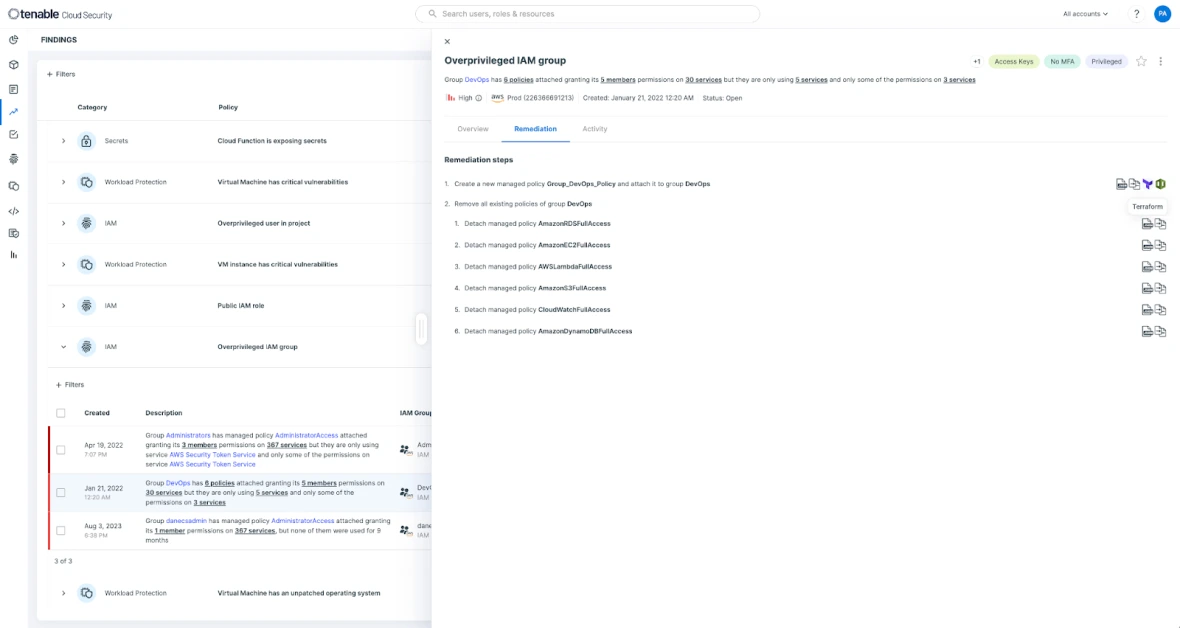 tenable Cloud Security
Search users, roles & resources
All accounts
?
PA
FINDINGS
Filters
Category
Policy
Secrets
Cloud Function is exposing secrets
Workload Protection
Virtual Machine has critical vulnerabilities
IAM
Overprivileged user in project
Workload Protection
VM instance has critical vulnerabilities
IAM
Public IAM role
IAM
Overprivileged IAM group
Filters
Created
Description
IAM Group
Apr 19, 2022
7:07 PM
Group Administrators has managed policy AdministratorAccess attached
granting its 3 members permissions on 367 services but they are only using
service AWS Security Token Service and only some of the permissions on
service AWS Security Token Service
Adm
IAM
Jan 21, 2022
12:20 AM
Group DevOps has 6 policies attached granting its 5 members permissions on
30 services but they are only using 5 services and only some of the
permissions on 3 services
IAM
Aug 3, 2023
6:38 PM
Group danecsadmin has managed policy AdministratorAccess attached granting
its 1 member permissions on 367 services, but none of them were used for 3
months
dane
IAM
3 of 3
Workload Protection
Virtual Machine has an unpatched operating system
Overprivileged IAM group
+1
Access Keys
No MFA
Privileged
Group DevOps has 6 policies attached granting its 5 members permissions on 30 services but they are only using 5 services and only some of the permissions on 3 services
High
aws
Prod (226366691213)
Created: January 21, 2022 12:20 AM
Status: Open
Overview
Remediation
Activity
Remediation steps
1. Create a new managed policy Group_DevOps_Policy and attach it to group DevOps
2. Remove all existing policies of group DevOps
Terraform
1. Detach managed policy AmazonRDSFullAccess
2. Detach managed policy AmazonEC2FullAccess
3. Detach managed policy AWSLambdaFullAccess
4. Detach managed policy AmazonS3FullAccess
5. Detach managed policy CloudWatchFullAccess
6. Detach managed policy AmazonDynamoDBFullAccess